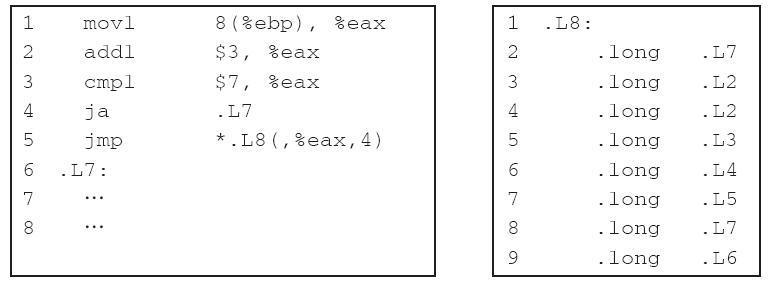 1 movl 8(%ebp), %eax
2 addl $3, %eax
3 cmpl $7, %eax
4 ja .L7
5 jmp *.L8(,%eax,4)
6 .L7:
7 ...
8 ...
1 .L8:
2 .long .L7
3 .long .L2
4 .long .L2
5 .long .L3
6 .long .L4
7 .long .L5
8 .long .L7
9 .long .L6